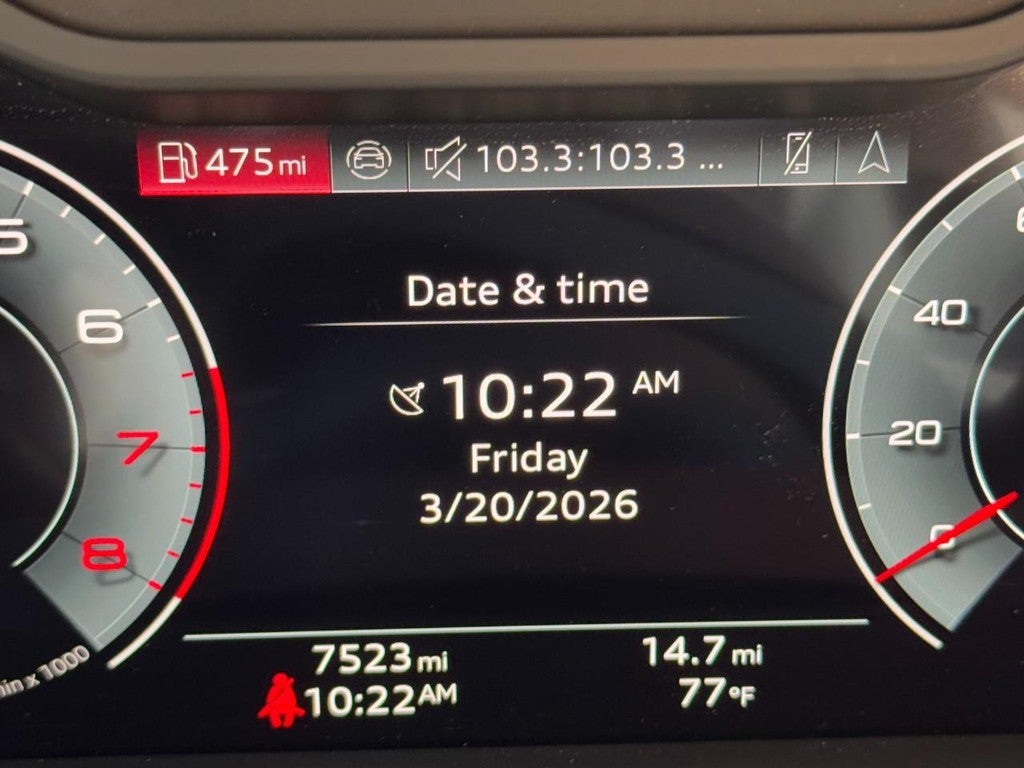 475 mi
103.3:103.3 ...
Date & time
10:22 AM
Friday
3/20/2026
5
6
7
8
x 1000
40
20
0
7523 mi
14.7 mi
10:22 AM
77 °F